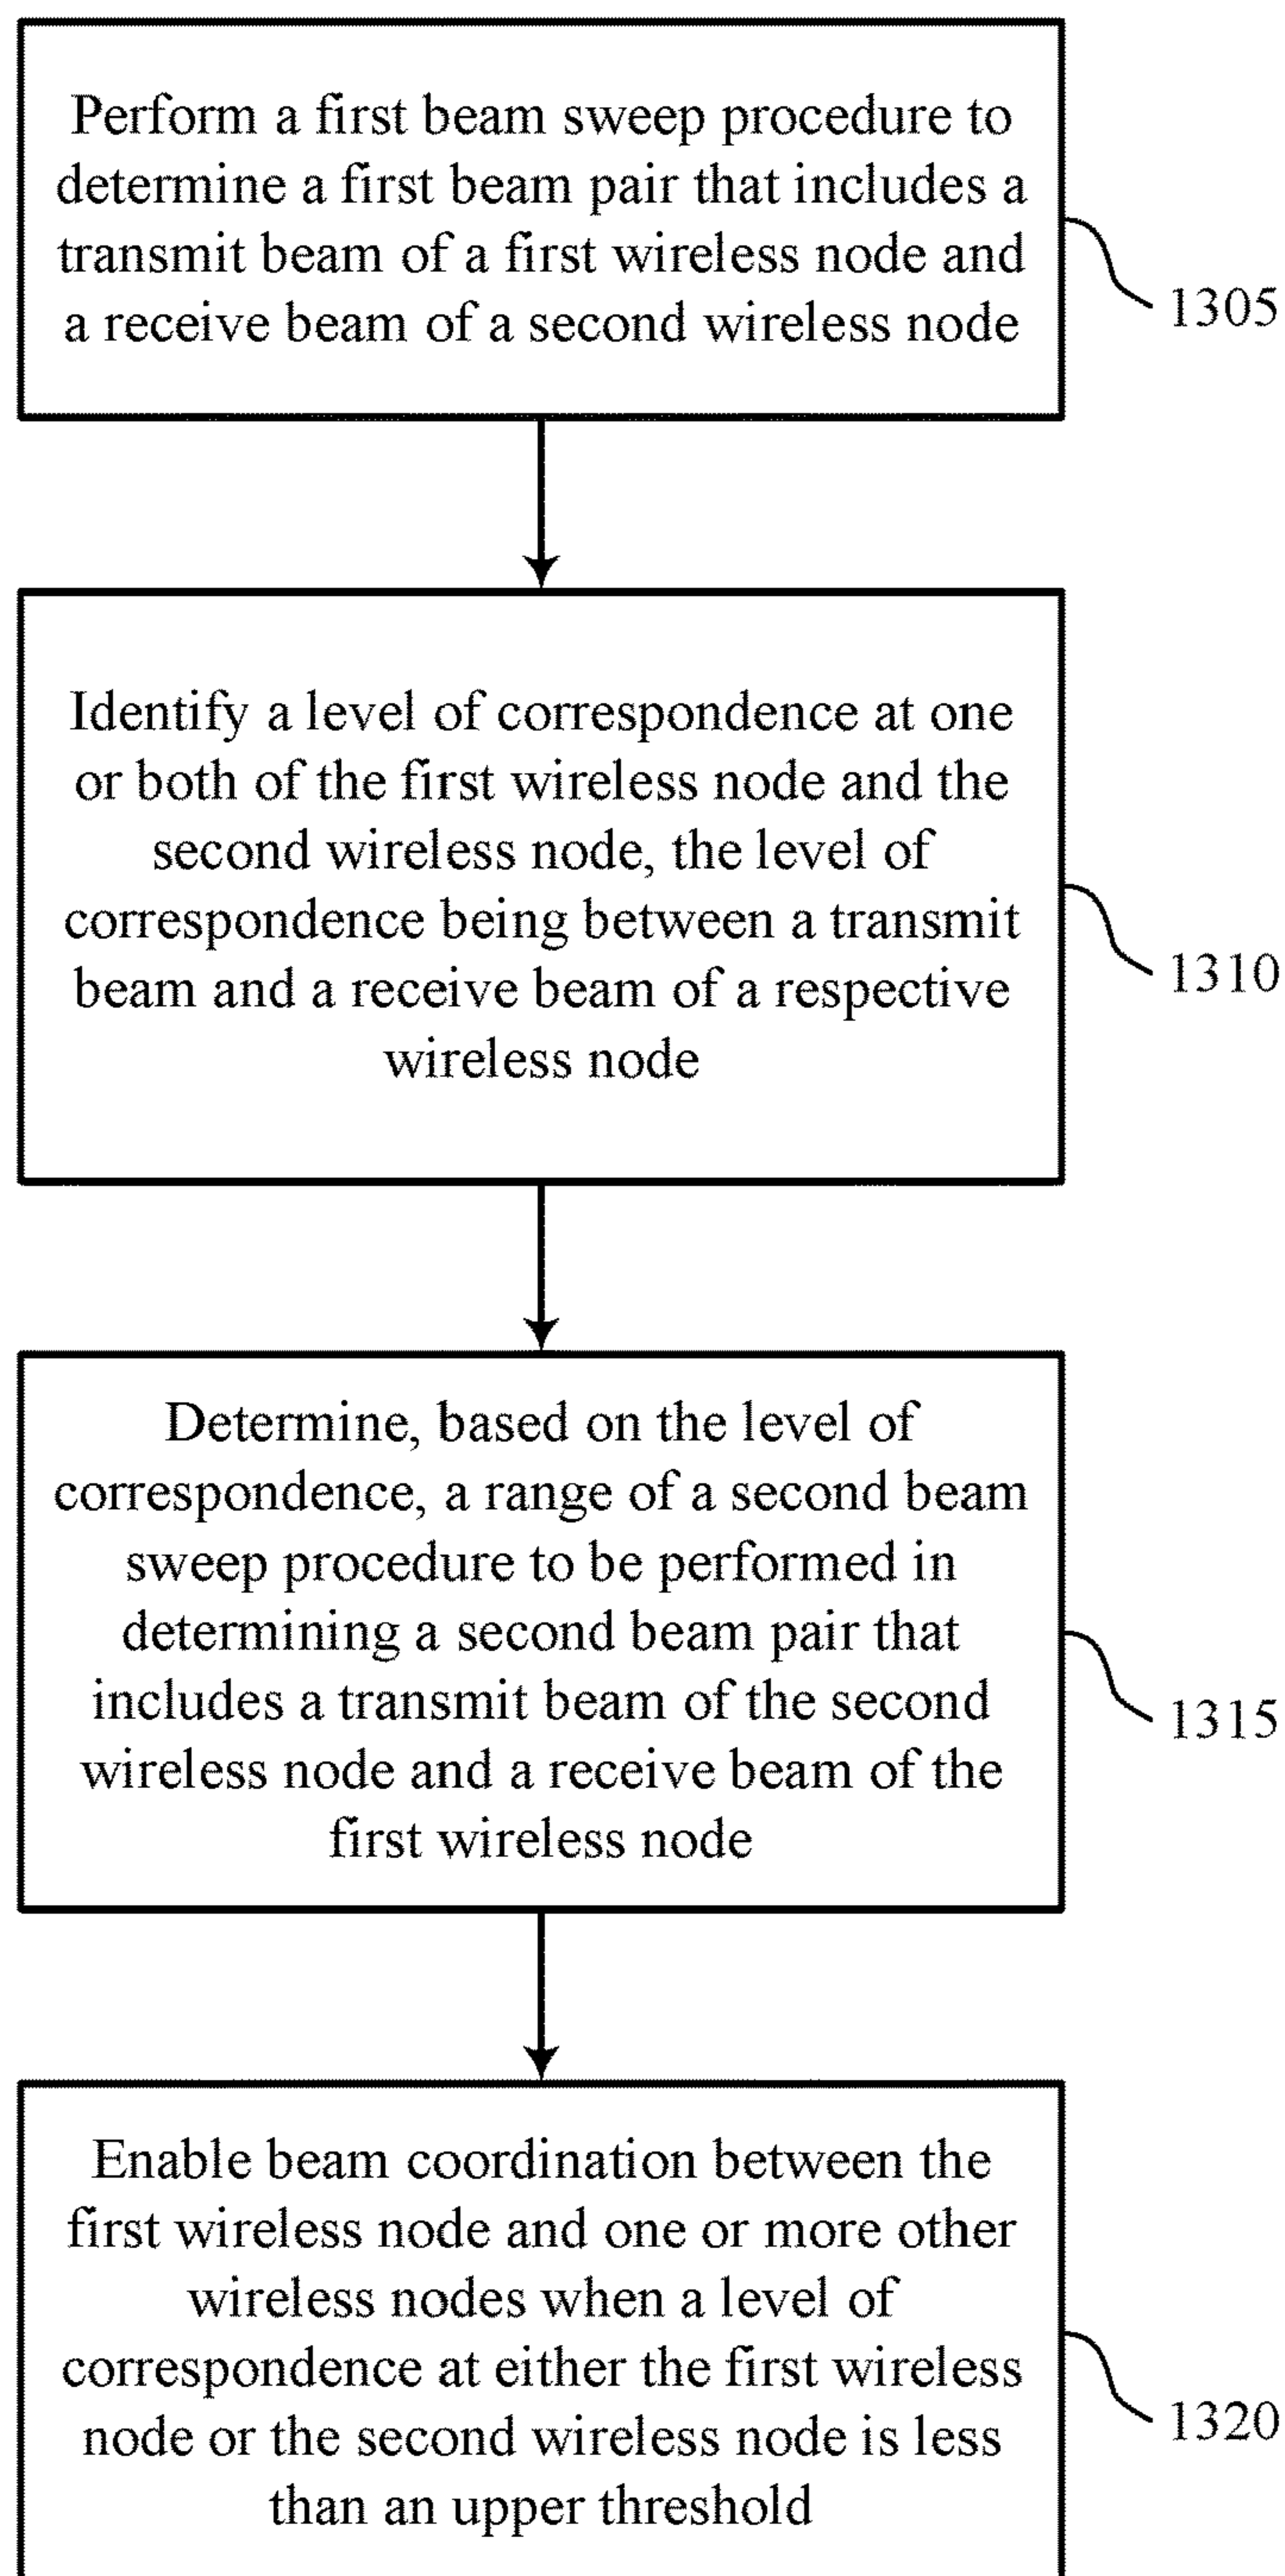 Perform a first beam sweep procedure to
determine a first beam pair that includes a
transmit beam of a first wireless node and
a receive beam of a second wireless node
1305
Identify a level of correspondence at one
or both of the first wireless node and the
second wireless node, the level of
correspondence being between a transmit
beam and a receive beam of a respective
wireless node
1310
Determine, based on the level of
correspondence, a range of a second beam
sweep procedure to be performed in
determining a second beam pair that
includes a transmit beam of the second
wireless node and a receive beam of the
first wireless node
1315
Enable beam coordination between the
first wireless node and one or more other
wireless nodes when a level of
correspondence at either the first wireless
node or the second wireless node is less
than an upper threshold
1320